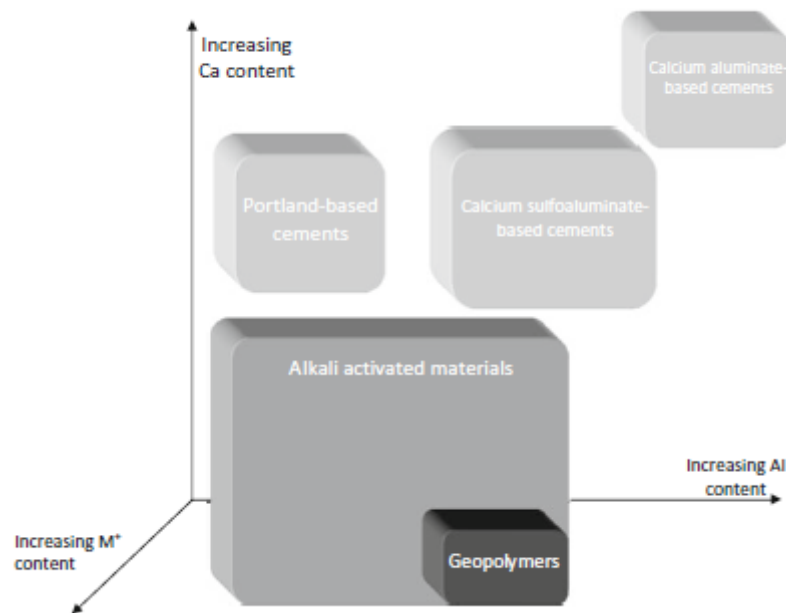 Increasing
Ca content
Calcium aluminate-
based cements
Portland-based
cements
Calcium sulfoaluminate-
based cements
Alkali activated materials
Increasing Al
content
Increasing M⁺
content
Geopolymers